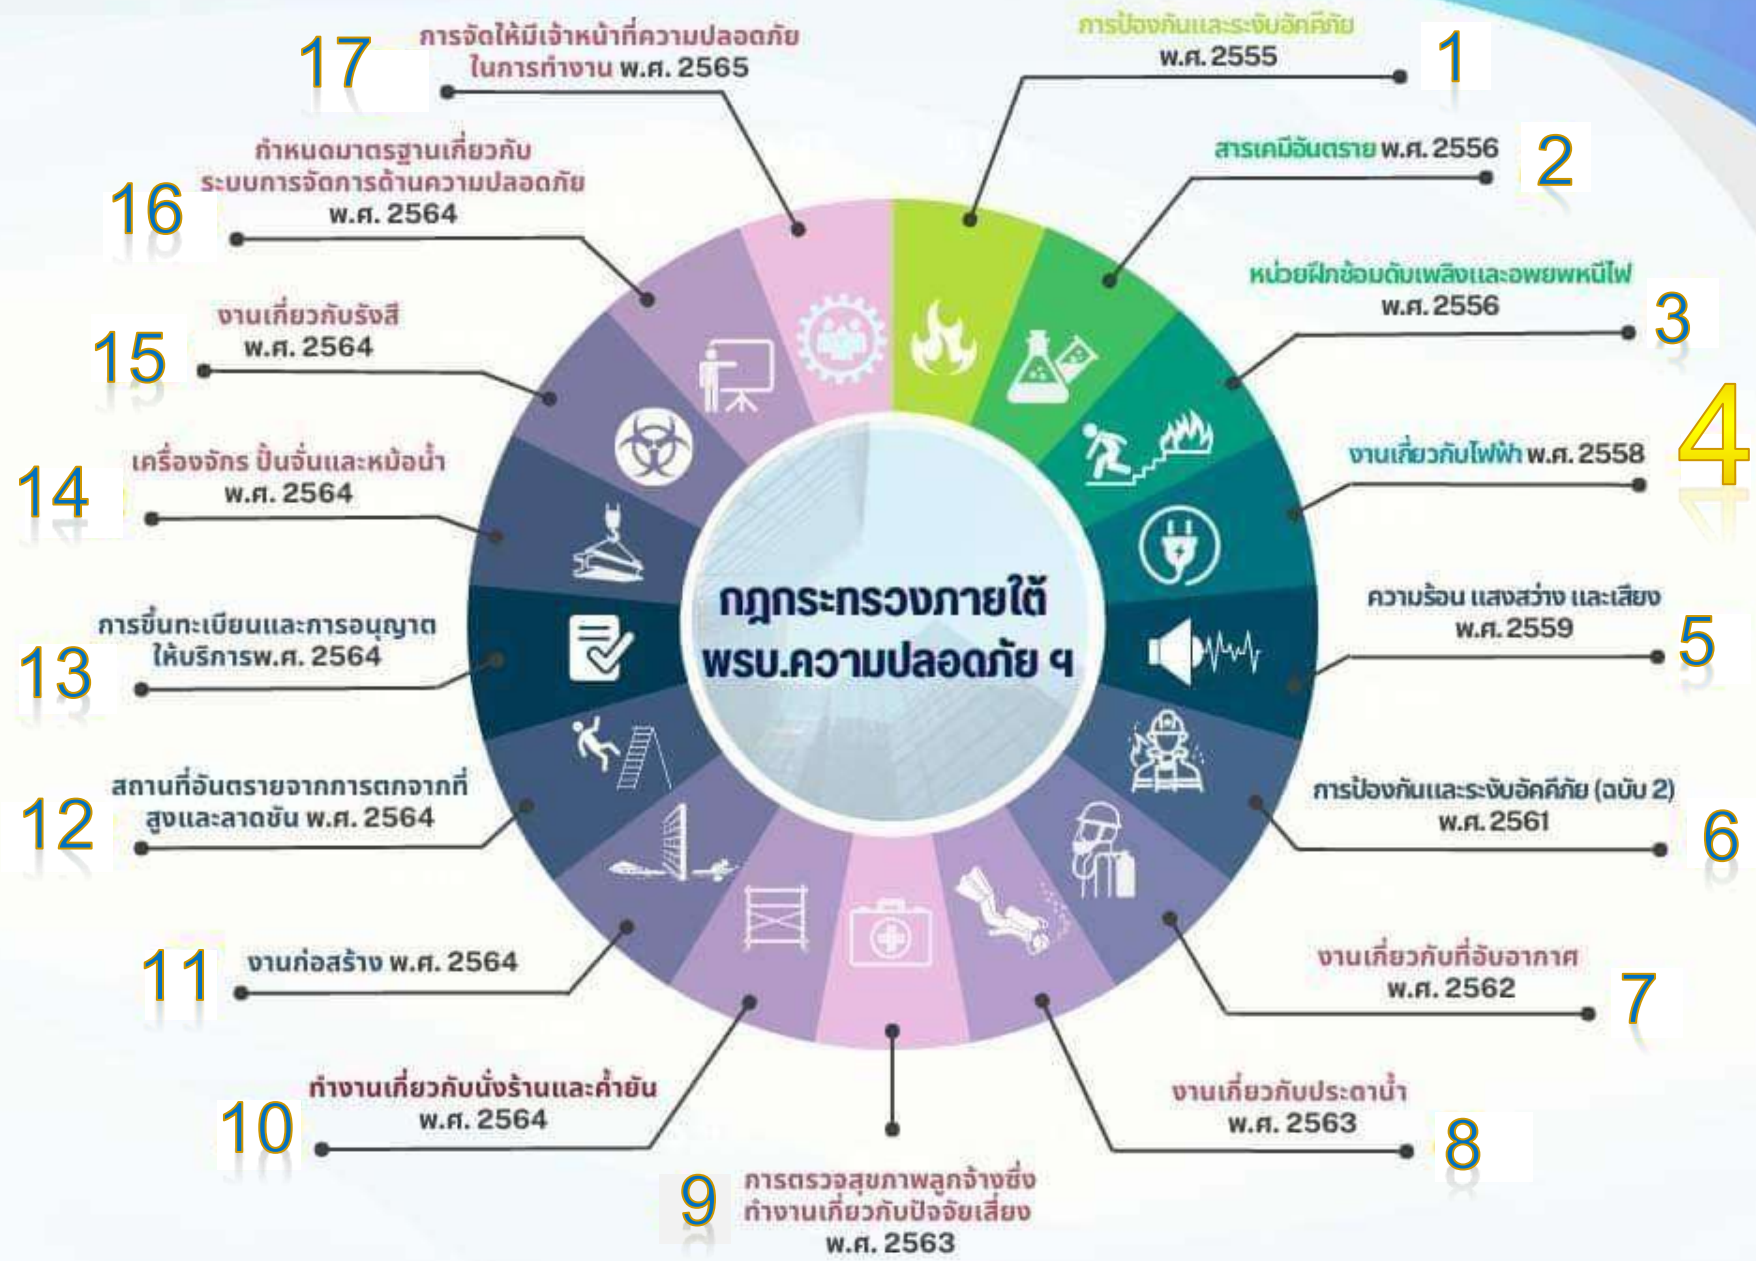 กฎกระทรวงภายใต้
พรบ.ความปลอดภัย ฯ
1
การป้องกันและระงับอัคคีภัย
พ.ศ. 2555
2
สารเคมีอันตราย พ.ศ. 2556
3
หน่วยฝึกซ้อมดับเพลิงและอพยพหนีไฟ
พ.ศ. 2556
4
งานเกี่ยวกับไฟฟ้า พ.ศ. 2558
5
ความร้อน แสงสว่าง และเสียง
พ.ศ. 2559
6
การป้องกันและระงับอัคคีภัย (ฉบับ 2)
พ.ศ. 2561
7
งานเกี่ยวกับที่อับอากาศ
พ.ศ. 2562
8
งานเกี่ยวกับประดาน้ำ
พ.ศ. 2563
9
การตรวจสุขภาพลูกจ้างซึ่ง
ทำงานเกี่ยวกับปัจจัยเสี่ยง
พ.ศ. 2563
10
ทำงานเกี่ยวกับนั่งร้านและค้ำยัน
พ.ศ. 2564
11
งานก่อสร้าง พ.ศ. 2564
12
สถานที่อันตรายจากการตกจากที่
สูงและลาดชัน พ.ศ. 2564
13
การขึ้นทะเบียนและการอนุญาต
ให้บริการพ.ศ. 2564
14
เครื่องจักร ปั้นจั่นและหม้อน้ำ
พ.ศ. 2564
15
งานเกี่ยวกับรังสี
พ.ศ. 2564
16
กำหนดมาตรฐานเกี่ยวกับ
ระบบการจัดการด้านความปลอดภัย
พ.ศ. 2564
17
การจัดให้มีเจ้าหน้าที่ความปลอดภัย
ในการทำงาน พ.ศ. 2565